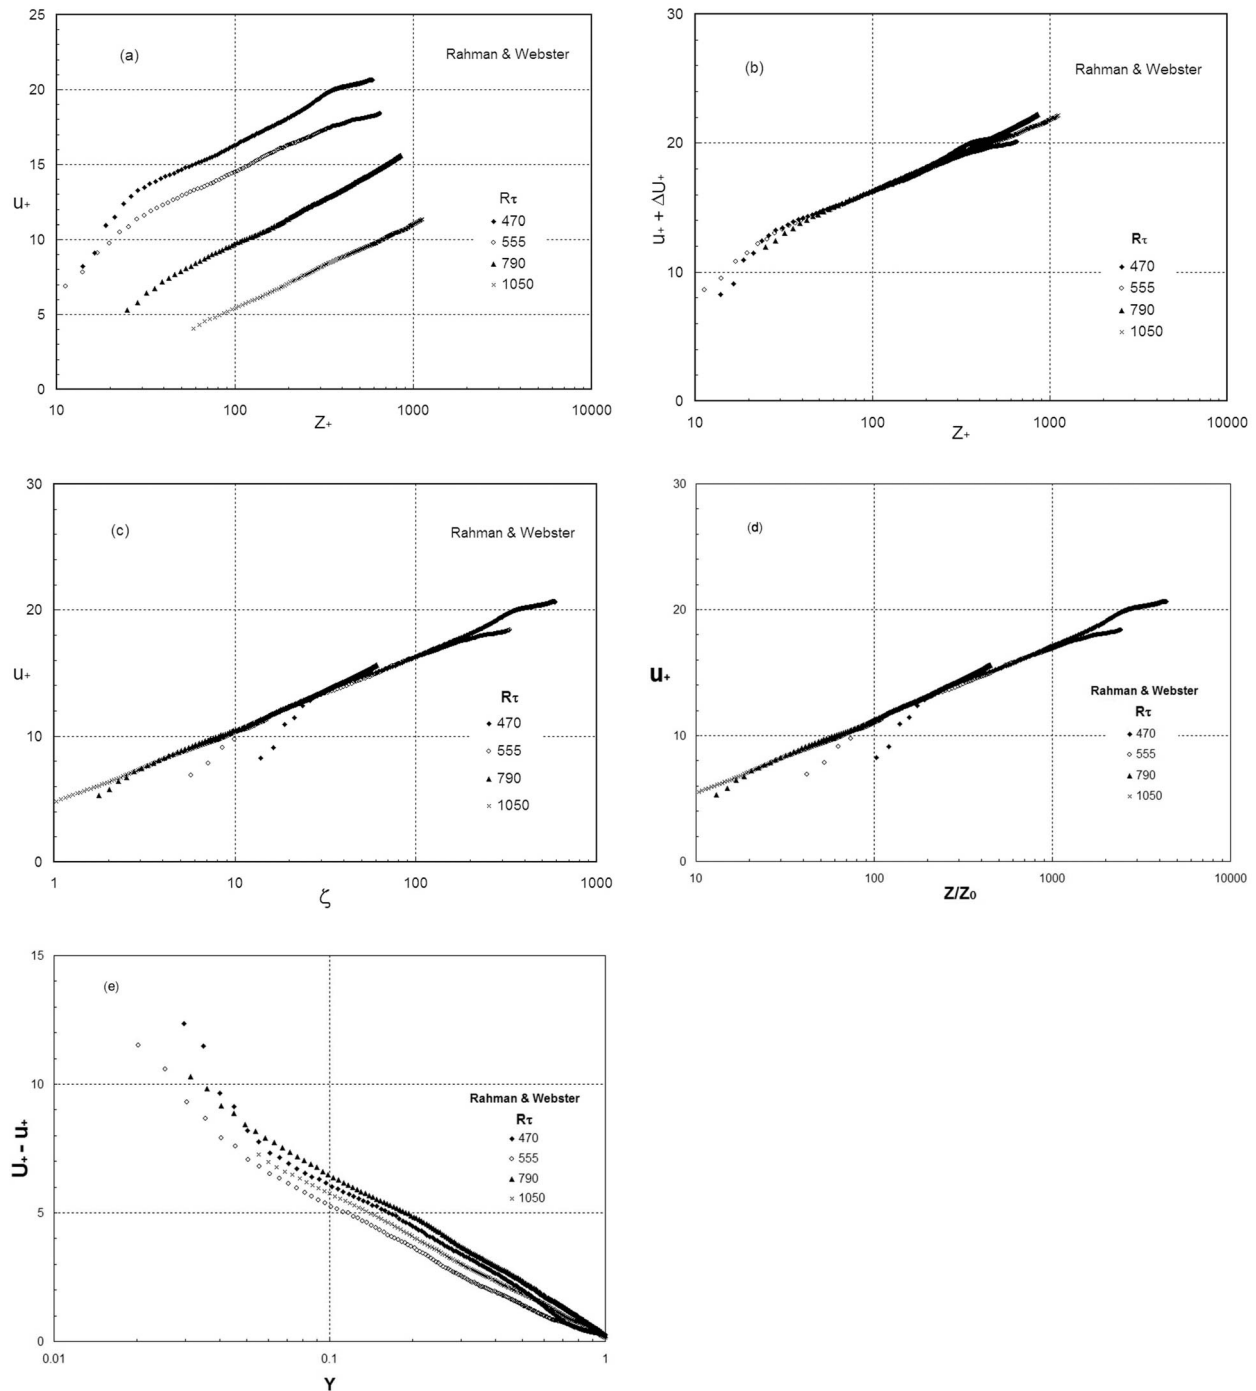 25
20
15
10
5
0
u₊
(a)
Rahman & Webster
Rτ
470
555
790
1050
10
100
1000
10000
Z₊
30
20
10
0
u₊ + ΔU₊
(b)
Rahman & Webster
Rτ
470
555
790
1050
10
100
1000
10000
Z₊
30
20
10
0
u₊
(c)
Rahman & Webster
Rτ
470
555
790
1050
1
10
100
1000
ζ
30
20
10
0
u₊
(d)
Rahman & Webster
Rτ
470
555
790
1050
10
100
1000
10000
Z/Z₀
15
10
5
0
U₊ - u₊
(e)
Rahman & Webster
Rτ
470
555
790
1050
0.01
0.1
1
Y